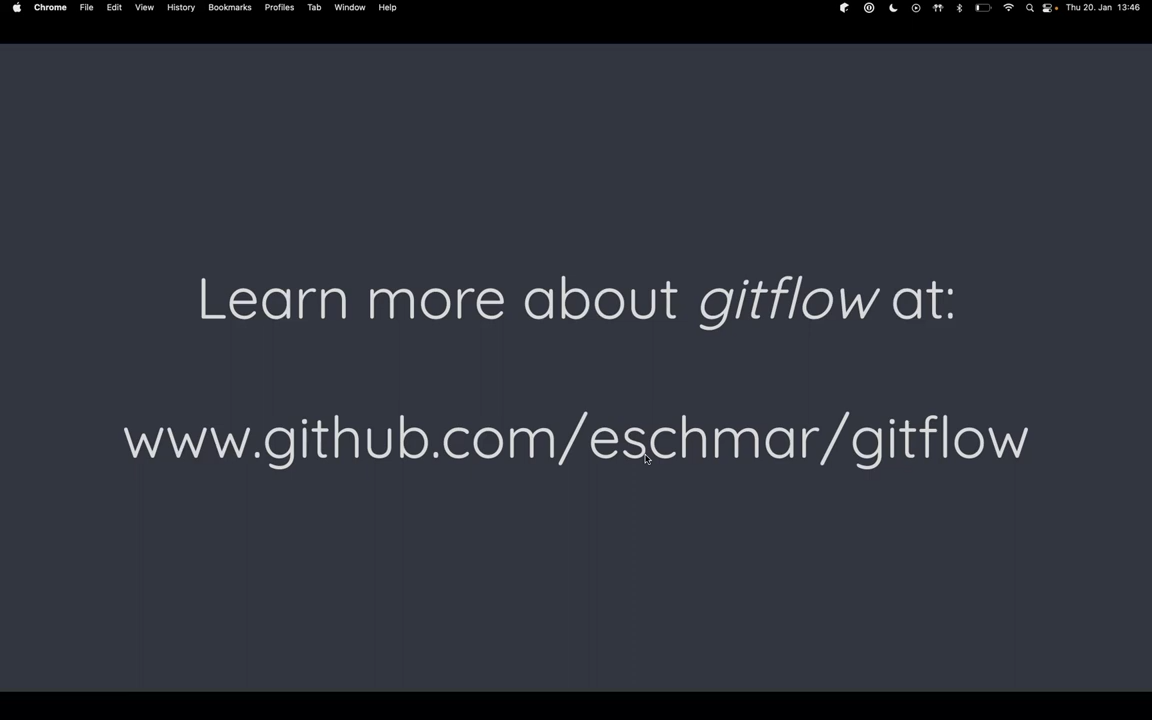 Chrome File Edit View History Bookmarks Profiles Tab Window Help Thu 20. Jan 13:46
Learn more about gitflow at:
www.github.com/eschmar/gitflow